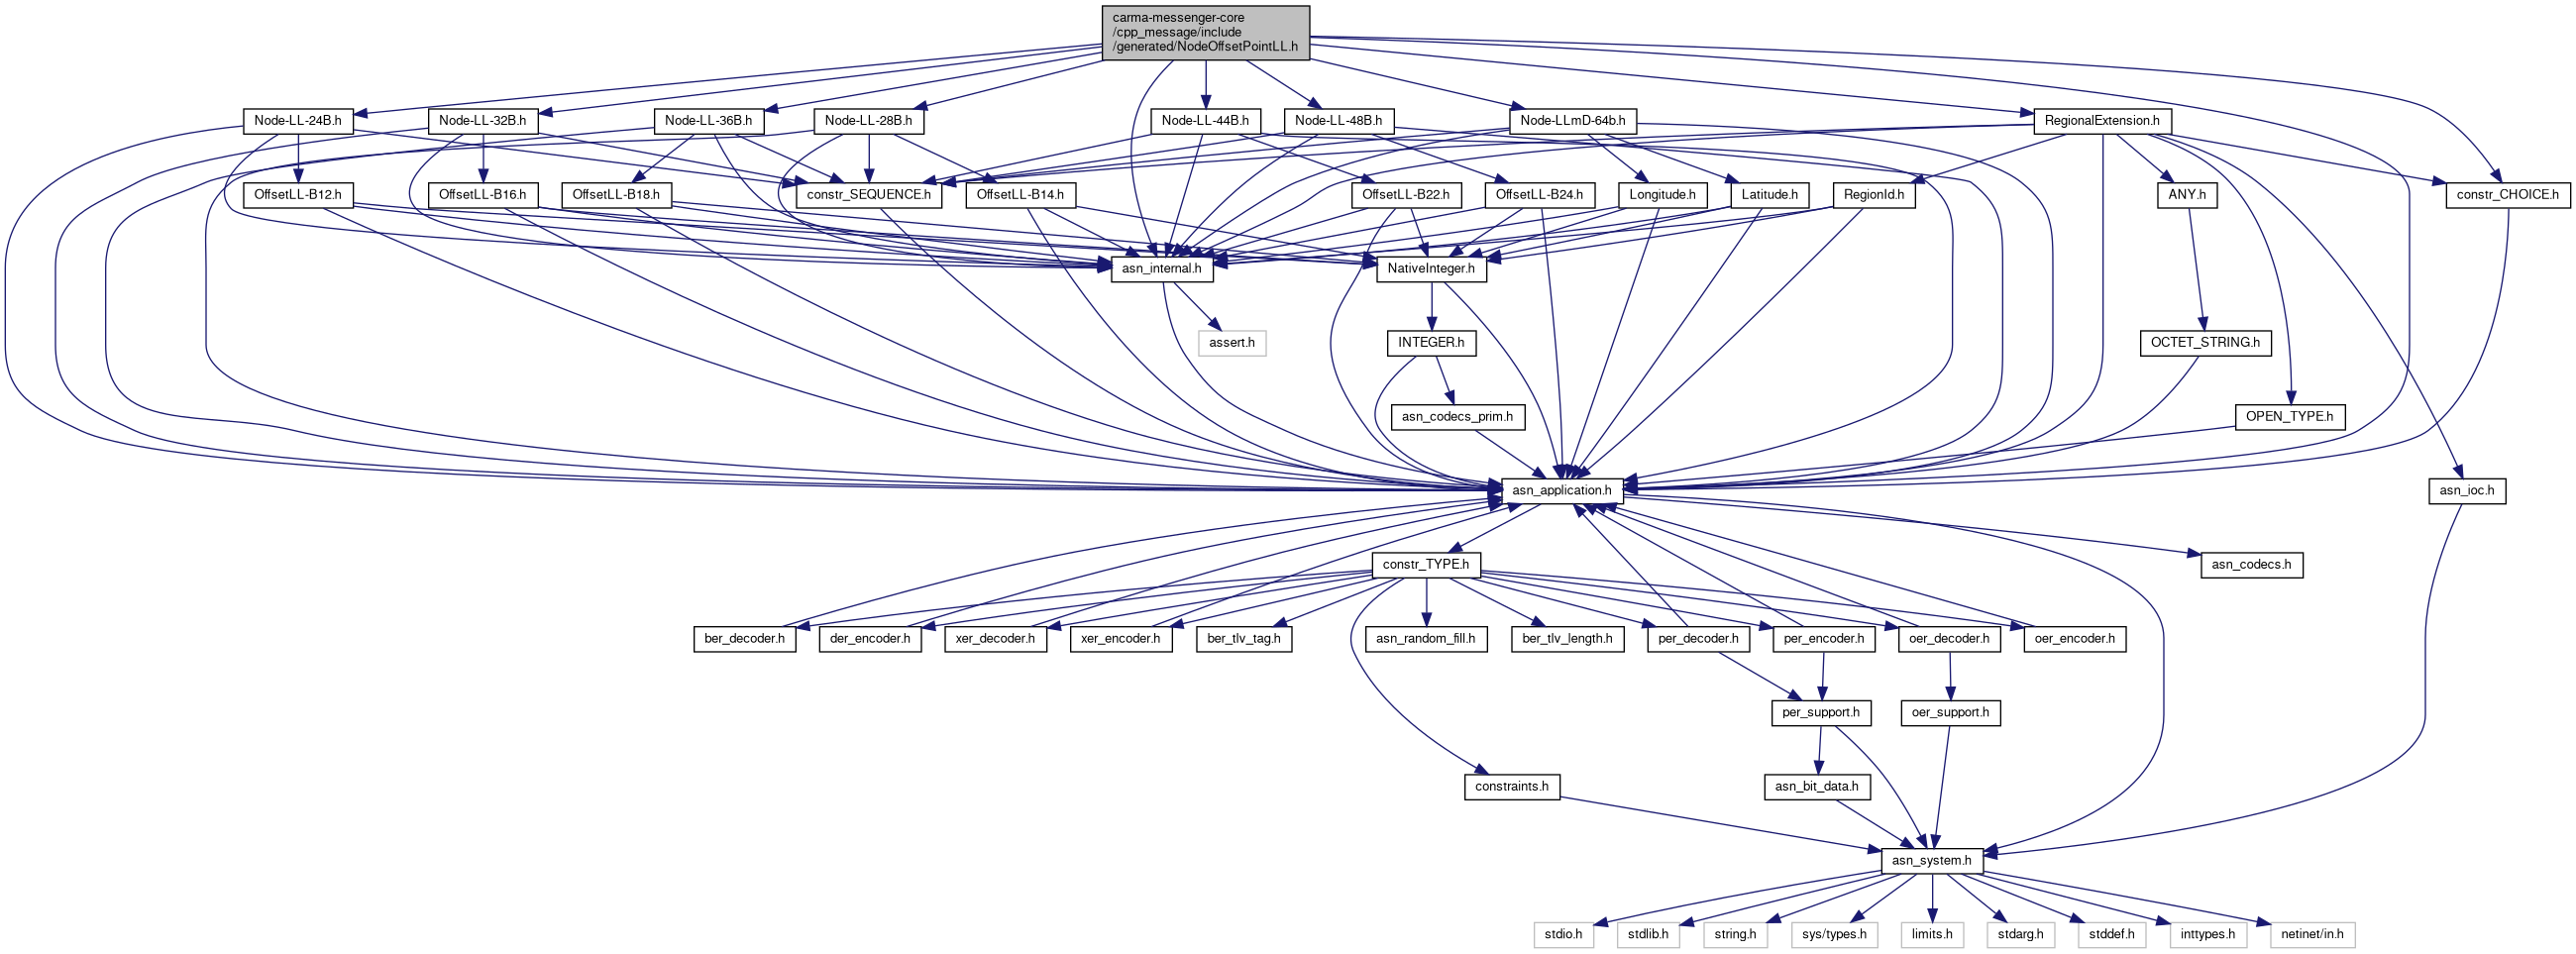 carma-messenger-core
/cpp_message/include
/generated/NodeOffsetPointLL.h
Node-LL-24B.h
Node-LL-32B.h
Node-LL-36B.h
Node-LL-28B.h
Node-LL-44B.h
Node-LL-48B.h
Node-LLmD-64b.h
RegionalExtension.h
OffsetLL-B12.h
OffsetLL-B16.h
OffsetLL-B18.h
constr_SEQUENCE.h
OffsetLL-B14.h
OffsetLL-B22.h
OffsetLL-B24.h
Longitude.h
Latitude.h
RegionId.h
ANY.h
constr_CHOICE.h
asn_internal.h
NativeInteger.h
assert.h
INTEGER.h
OCTET_STRING.h
asn_codecs_prim.h
OPEN_TYPE.h
asn_application.h
asn_ioc.h
constr_TYPE.h
asn_codecs.h
ber_decoder.h
der_encoder.h
xer_decoder.h
xer_encoder.h
ber_tlv_tag.h
asn_random_fill.h
ber_tlv_length.h
per_decoder.h
per_encoder.h
oer_decoder.h
oer_encoder.h
per_support.h
oer_support.h
constraints.h
asn_bit_data.h
asn_system.h
stdio.h
stdlib.h
string.h
sys/types.h
limits.h
stdarg.h
stddef.h
inttypes.h
netinet/in.h